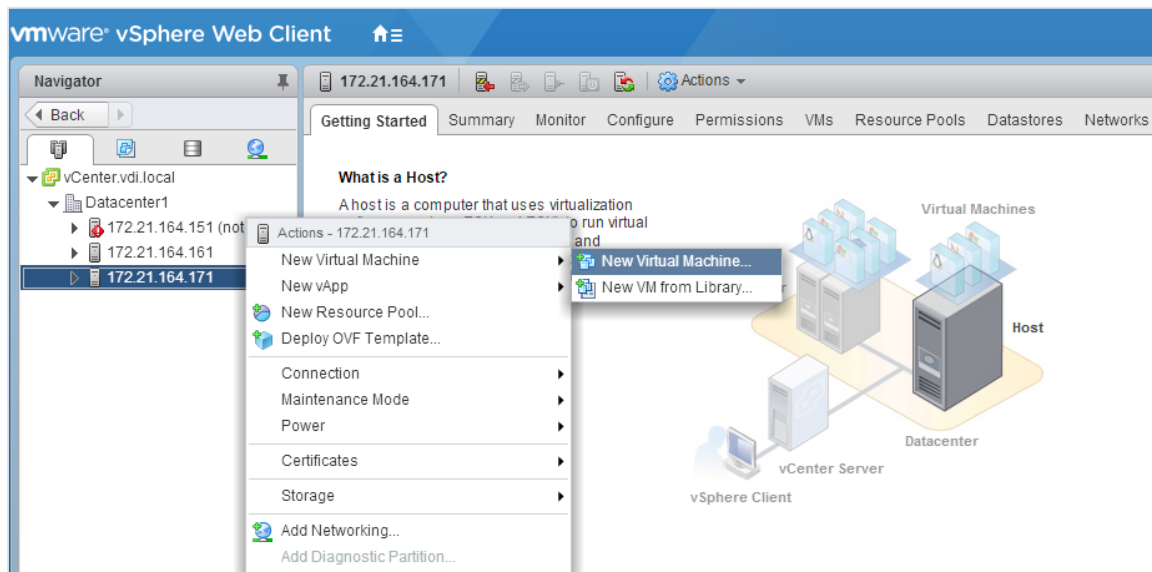 vmware® vSphere Web Client
Navigator
Back
vCenter.vdi.local
Datacenter1
172.21.164.151 (not
172.21.164.161
172.21.164.171
172.21.164.171
Actions
Getting Started Summary Monitor Configure Permissions VMs Resource Pools Datastores Networks
What is a Host?
A host is a computer that uses virtualization
to run virtual
and
Actions - 172.21.164.171
New Virtual Machine
New vApp
New Resource Pool...
Deploy OVF Template...
Connection
Maintenance Mode
Power
Certificates
Storage
Add Networking...
Add Diagnostic Partition...
New Virtual Machine...
New VM from Library...
Virtual Machines
Host
Datacenter
vCenter Server
vSphere Client